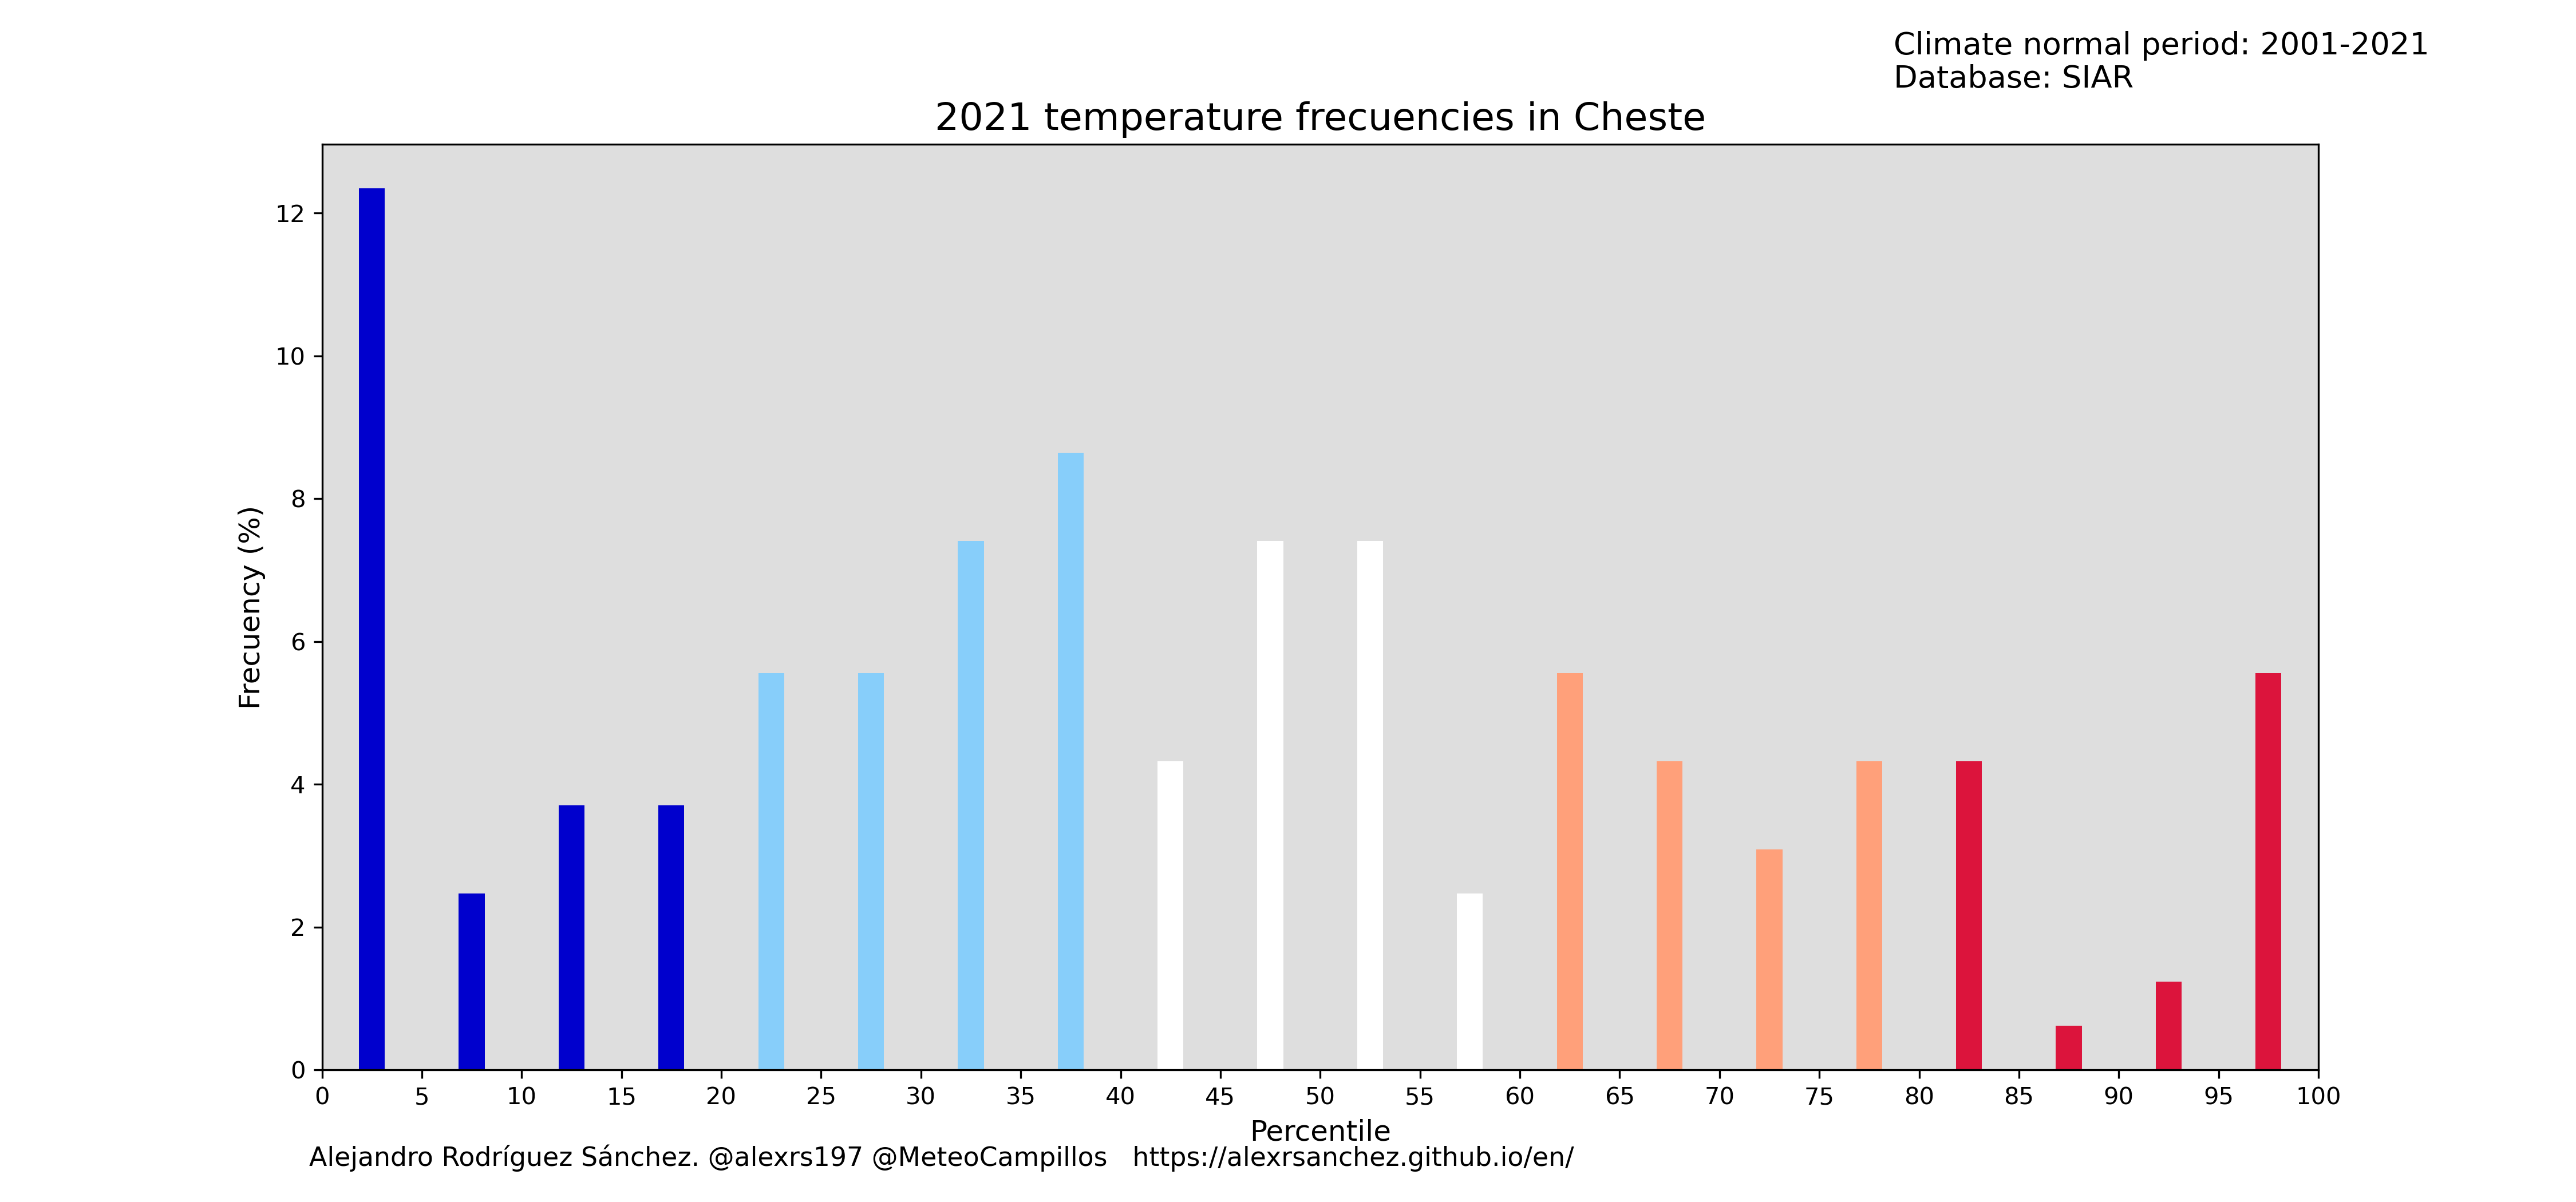 Climate normal period: 2001-2021
Database: SIAR
2021 temperature frecuencies in Cheste
Frecuency (%)
12
10
8
6
4
2
0
0 5 10 15 20 25 30 35 40 45 50 55 60 65 70 75 80 85 90 95 100
Percentile
Alejandro Rodríguez Sánchez. @alexrs197 @MeteoCampillos   https://alexrsanchez.github.io/en/